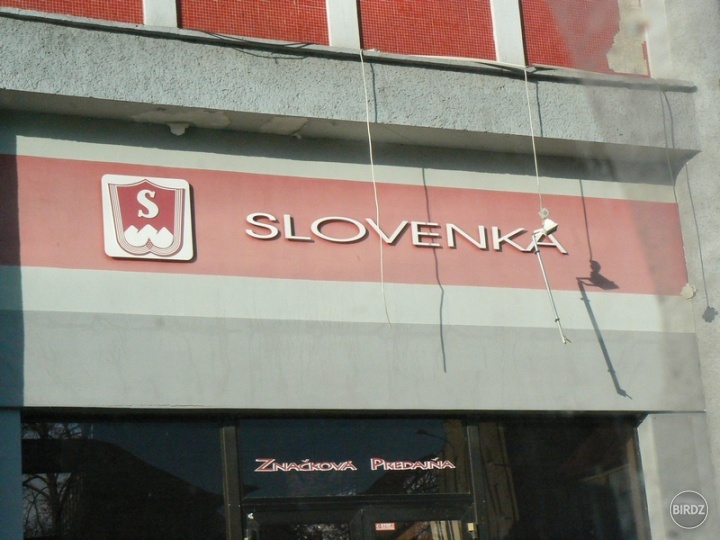 S
SLOVENKA
Značková Predajňa
BIRDZ